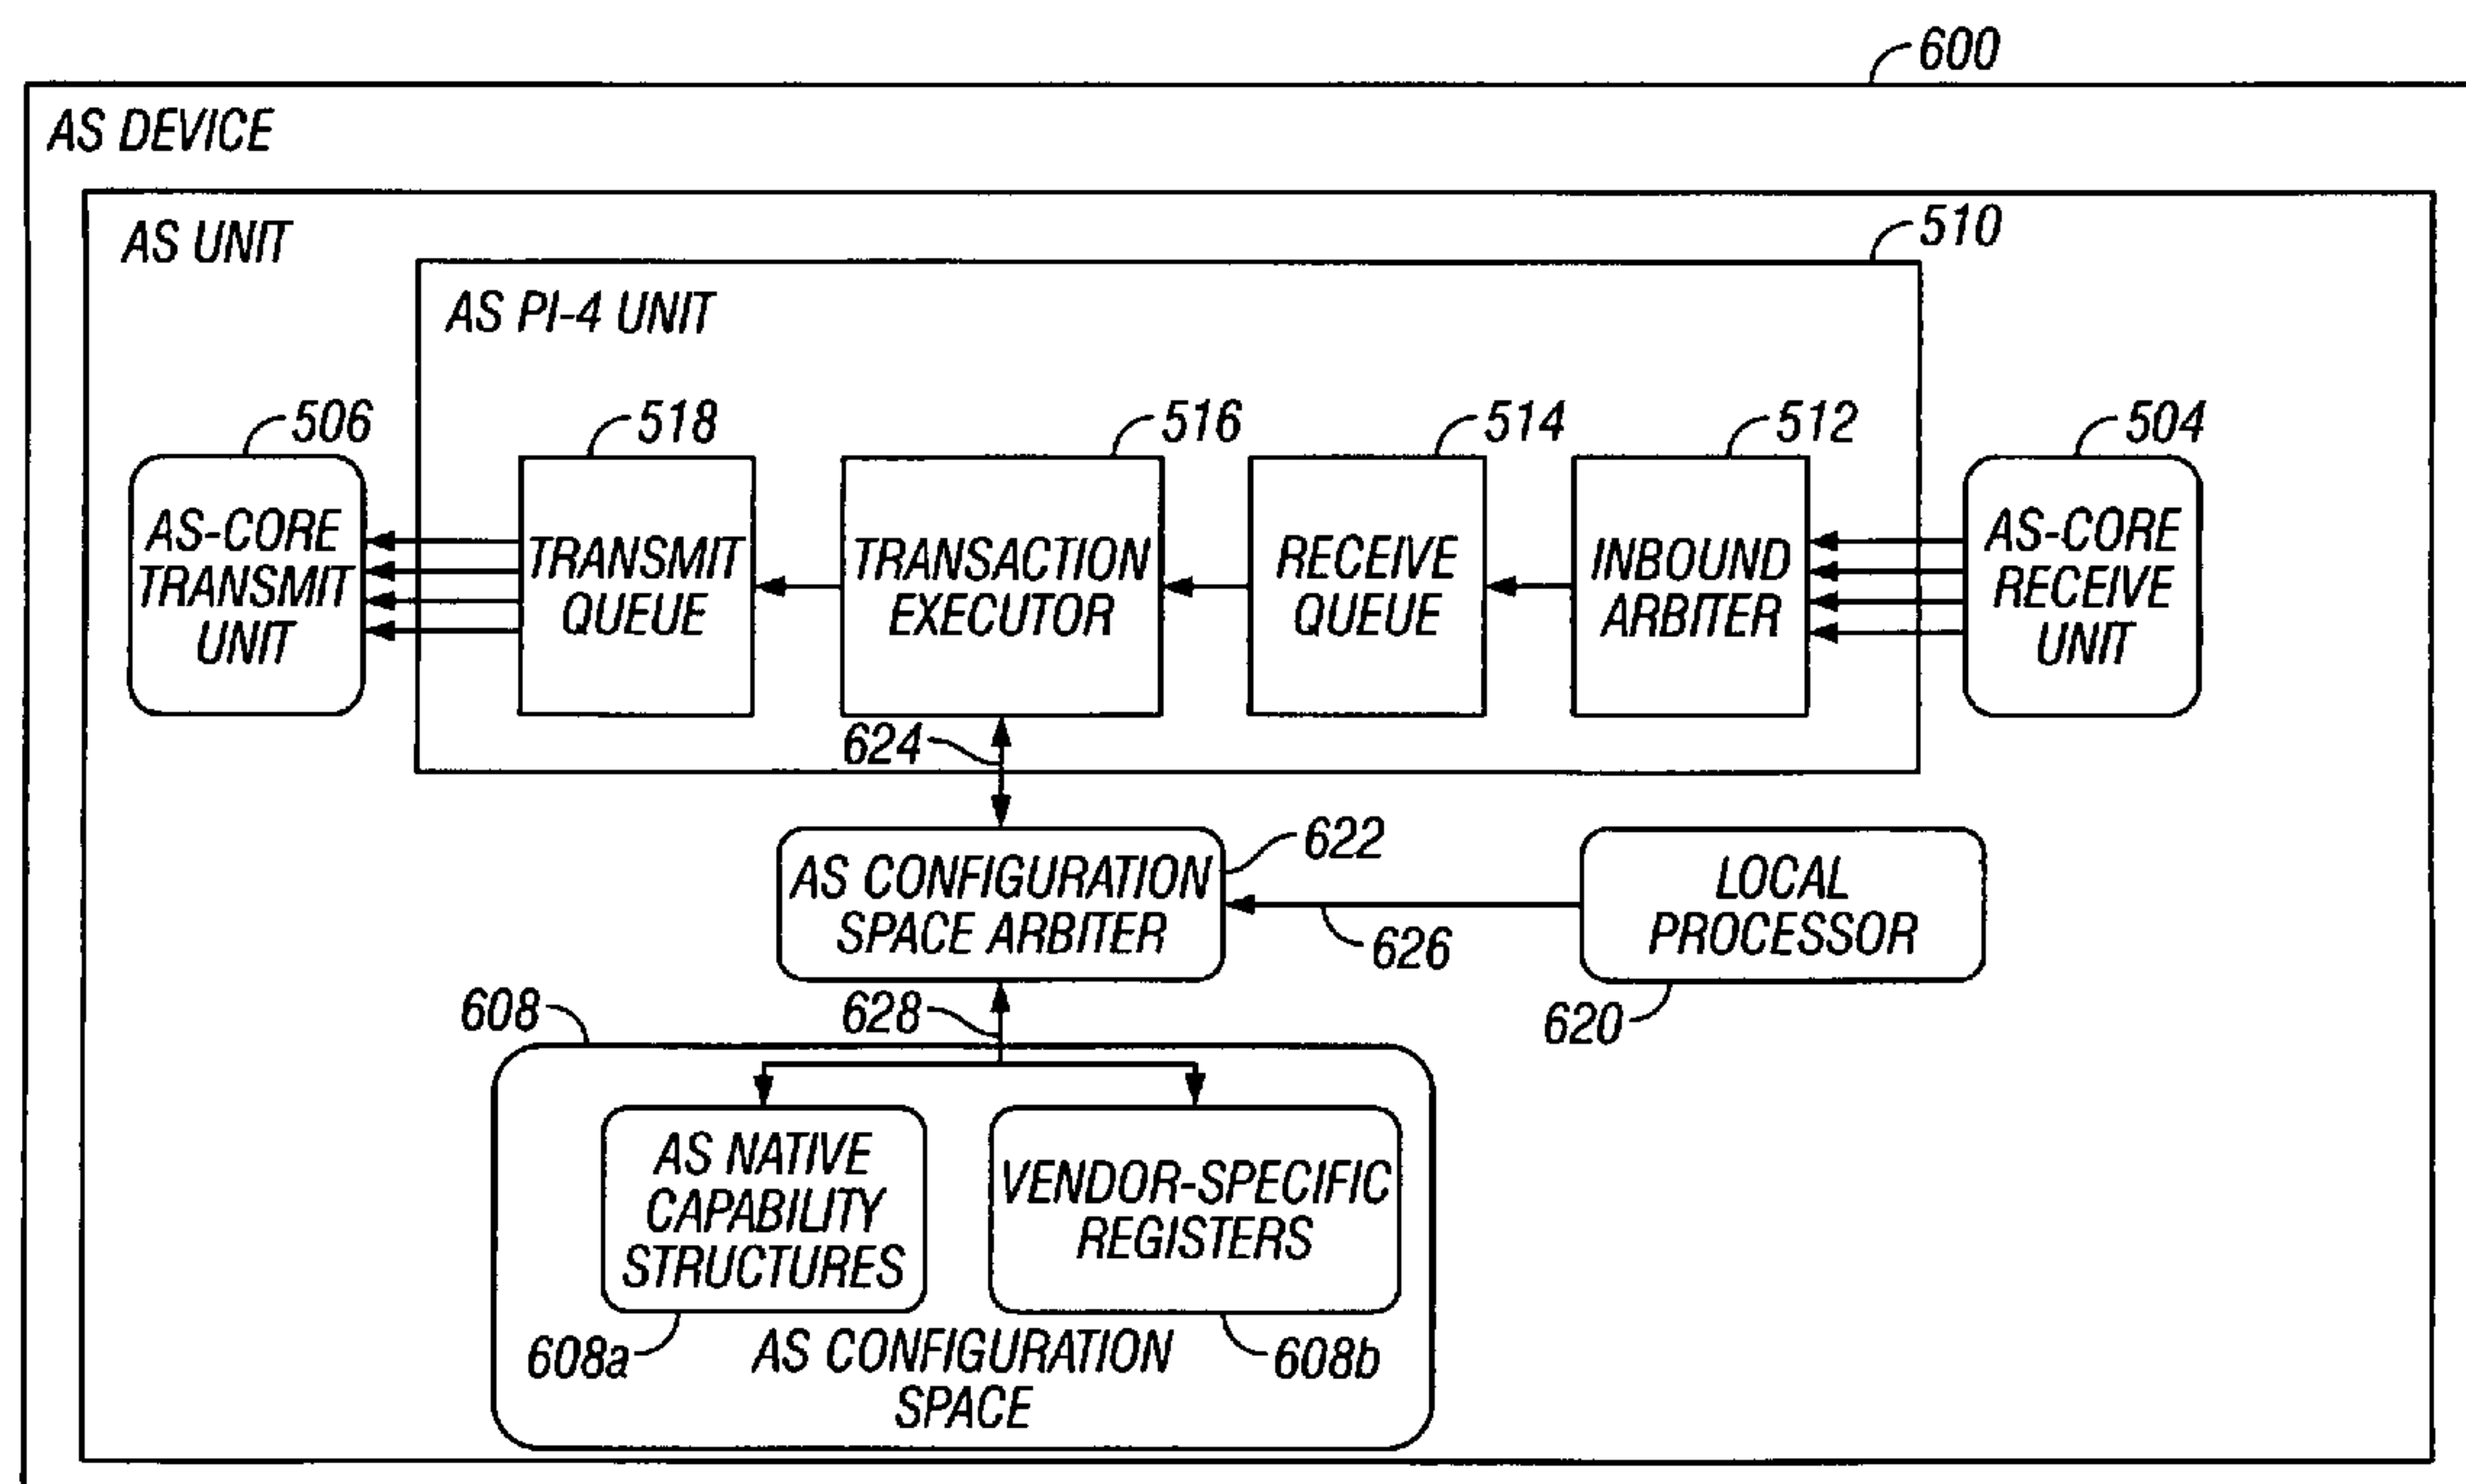 600
AS DEVICE
AS UNIT
510
AS PI-4 UNIT
506
518
516
514
512
504
AS-CORE
TRANSMIT
UNIT
TRANSMIT
QUEUE
TRANSACTION
EXECUTOR
RECEIVE
QUEUE
INBOUND
ARBITER
AS-CORE
RECEIVE
UNIT
624
622
AS CONFIGURATION
SPACE ARBITER
LOCAL
PROCESSOR
626
608
628
620
AS NATIVE
CAPABILITY
STRUCTURES
VENDOR-SPECIFIC
REGISTERS
608a
608b
AS CONFIGURATION
SPACE